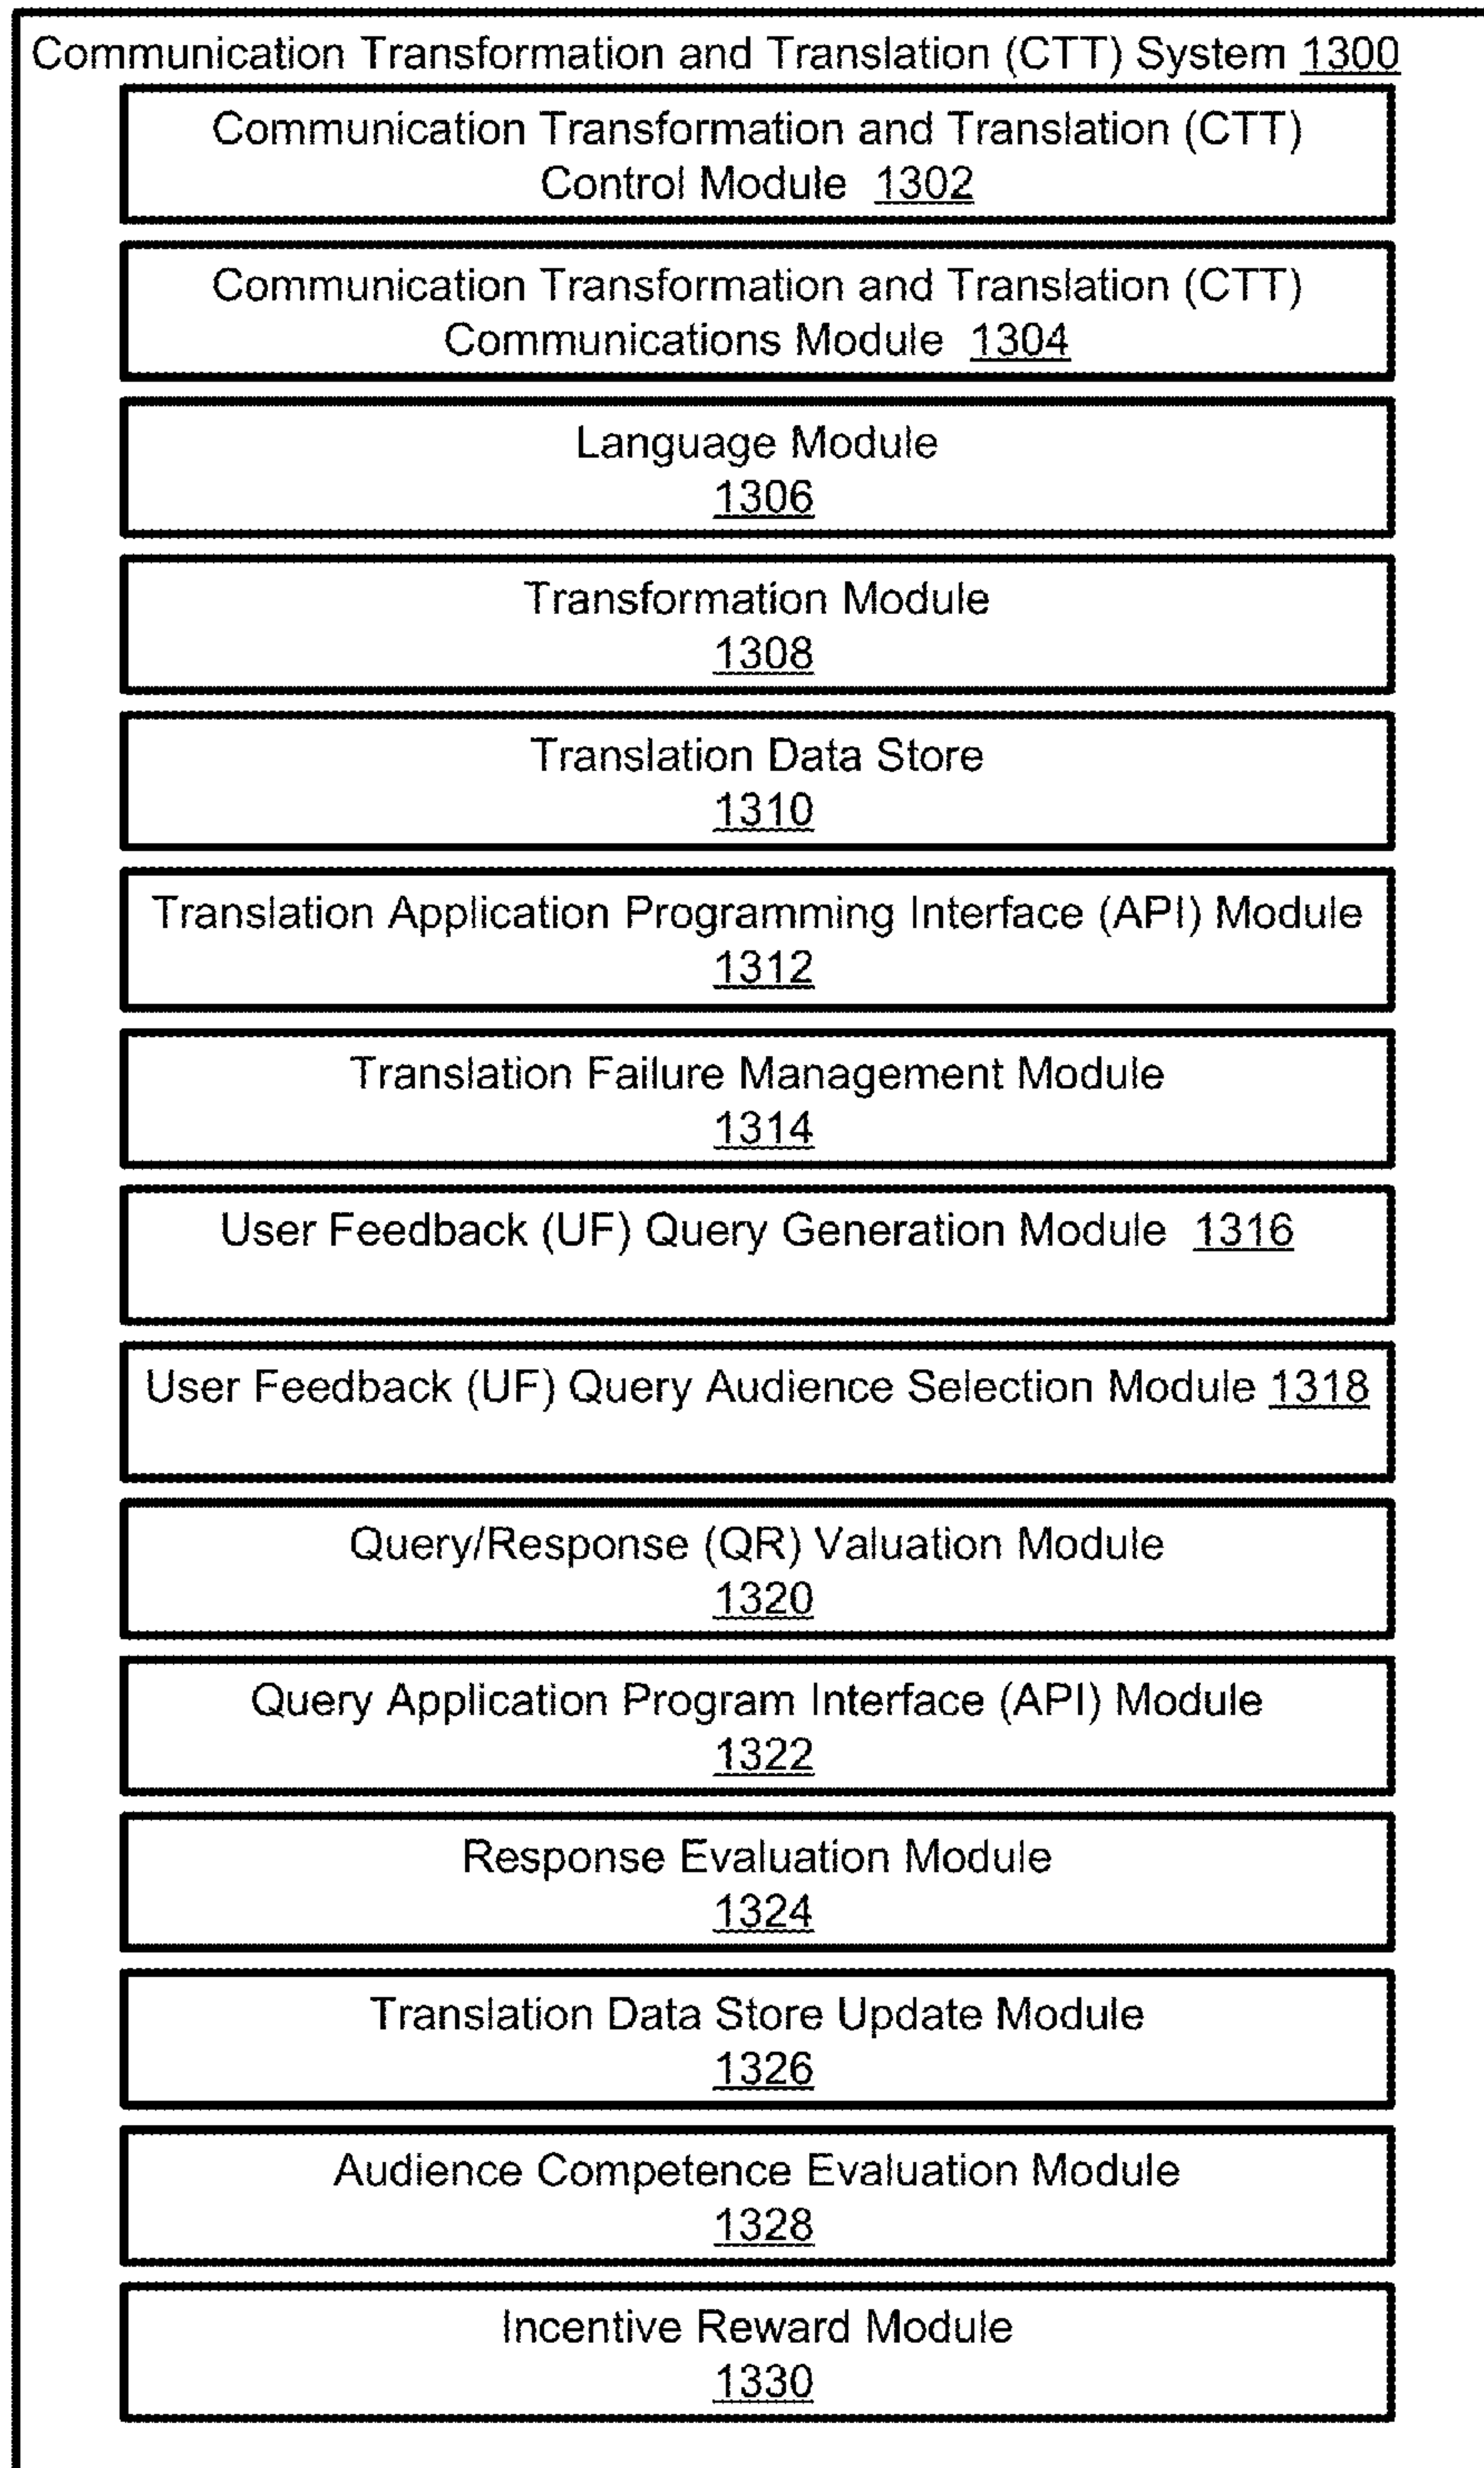 Communication Transformation and Translation (CTT) System 1300
Communication Transformation and Translation (CTT)
Control Module 1302
Communication Transformation and Translation (CTT)
Communications Module 1304
Language Module
1306
Transformation Module
1308
Translation Data Store
1310
Translation Application Programming Interface (API) Module
1312
Translation Failure Management Module
1314
User Feedback (UF) Query Generation Module 1316
User Feedback (UF) Query Audience Selection Module 1318
Query/Response (QR) Valuation Module
1320
Query Application Program Interface (API) Module
1322
Response Evaluation Module
1324
Translation Data Store Update Module
1326
Audience Competence Evaluation Module
1328
Incentive Reward Module
1330